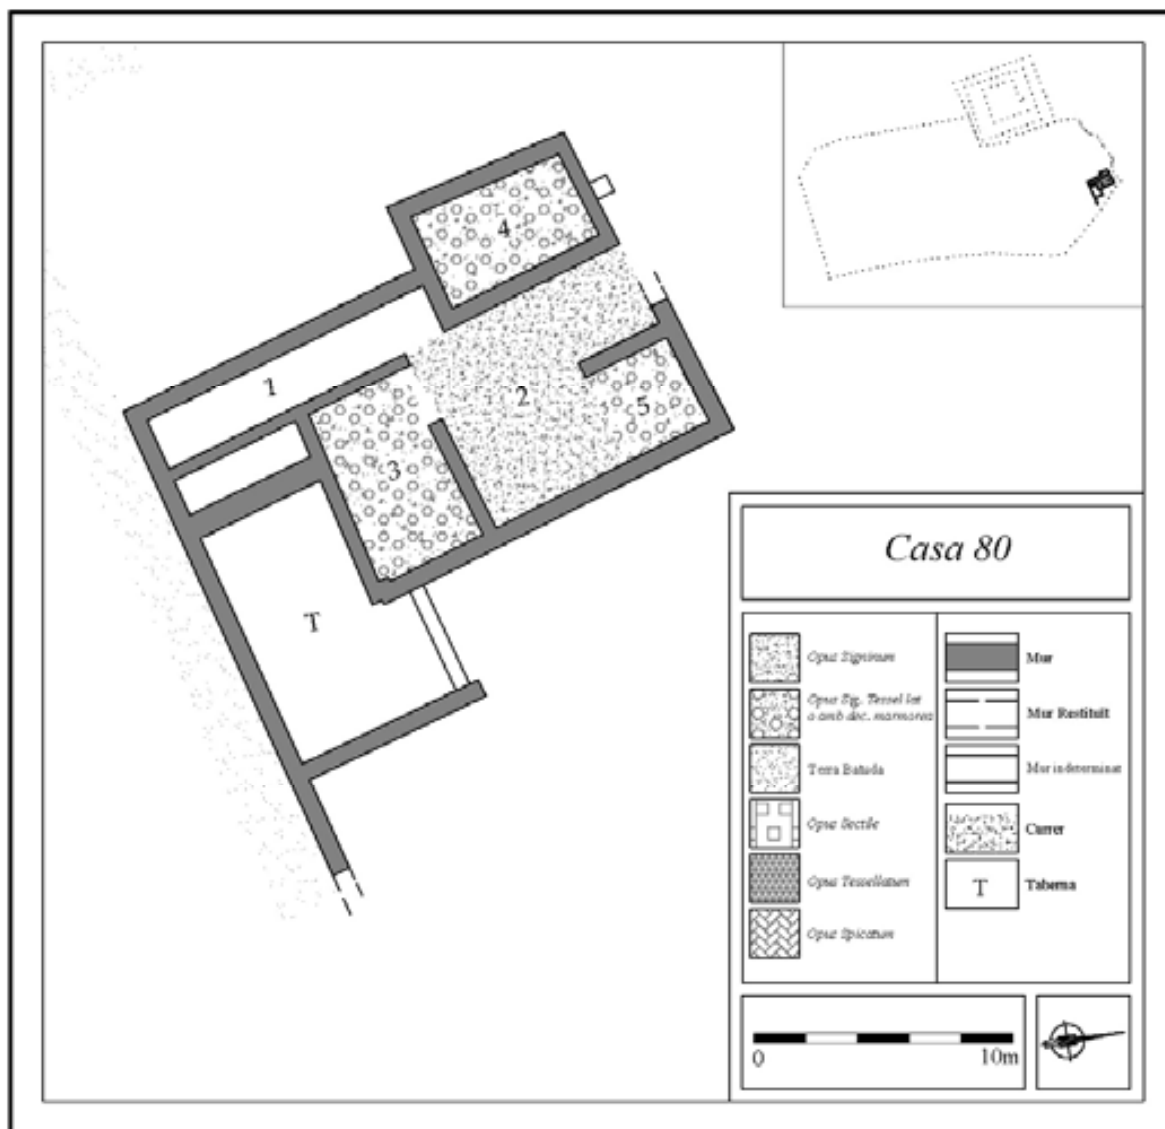 4
1
2
5
3
T
Casa 80
Opus Signinum
Opus Sig. Tessel lat
o amb dec. marmorea
Terra Batuda
Opus Sectile
Opus Tessellatum
Opus Spicatum
Mur
Mur Restituit
Mur indeterminat
Carrer
T
Taberna
0
10m